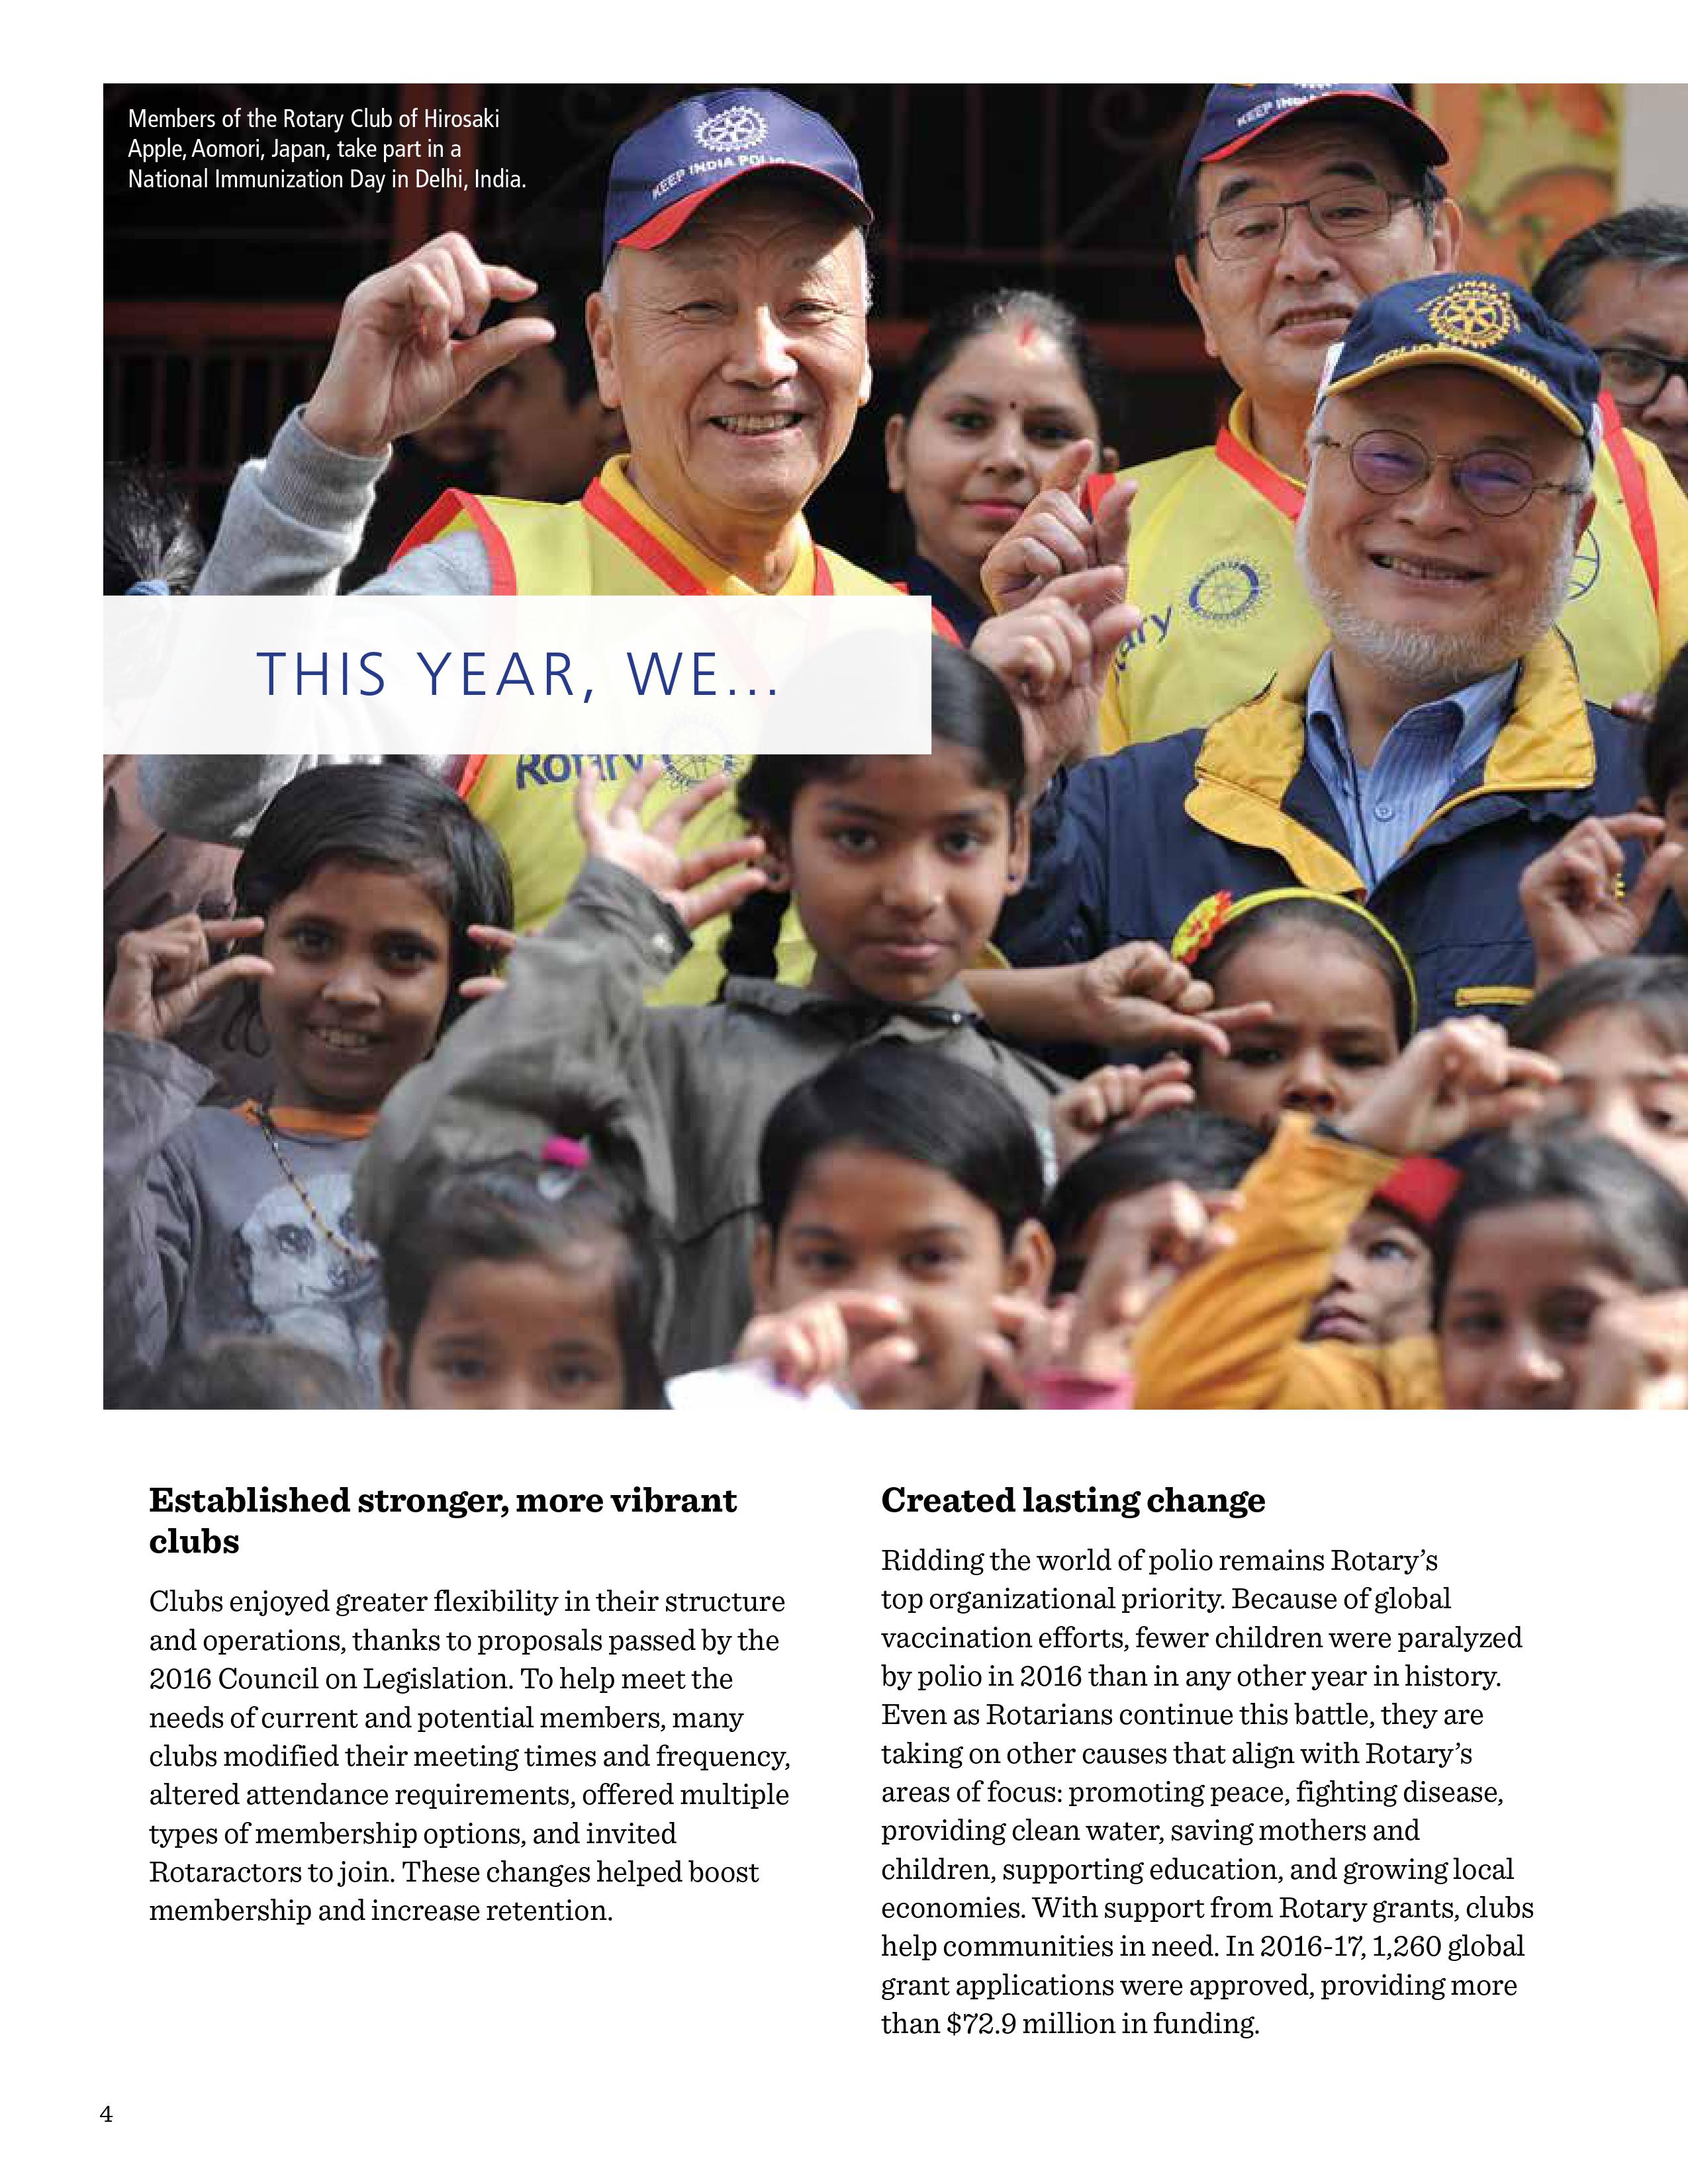 Members of the Rotary Club of Hirosaki
Apple, Aomori, Japan, take part in a
National Immunization Day in Delhi, India.
KEEP INDIA POLIO
KEEP INDIA
FINAL
POLIO
INDIA
THIS YEAR, WE...
Rotary
Established stronger, more vibrant
clubs
Clubs enjoyed greater flexibility in their structure
and operations, thanks to proposals passed by the
2016 Council on Legislation. To help meet the
needs of current and potential members, many
clubs modified their meeting times and frequency,
altered attendance requirements, offered multiple
types of membership options, and invited
Rotaractors to join. These changes helped boost
membership and increase retention.
Created lasting change
Ridding the world of polio remains Rotary’s
top organizational priority. Because of global
vaccination efforts, fewer children were paralyzed
by polio in 2016 than in any other year in history.
Even as Rotarians continue this battle, they are
taking on other causes that align with Rotary’s
areas of focus: promoting peace, fighting disease,
providing clean water, saving mothers and
children, supporting education, and growing local
economies. With support from Rotary grants, clubs
help communities in need. In 2016-17, 1,260 global
grant applications were approved, providing more
than $72.9 million in funding.
4